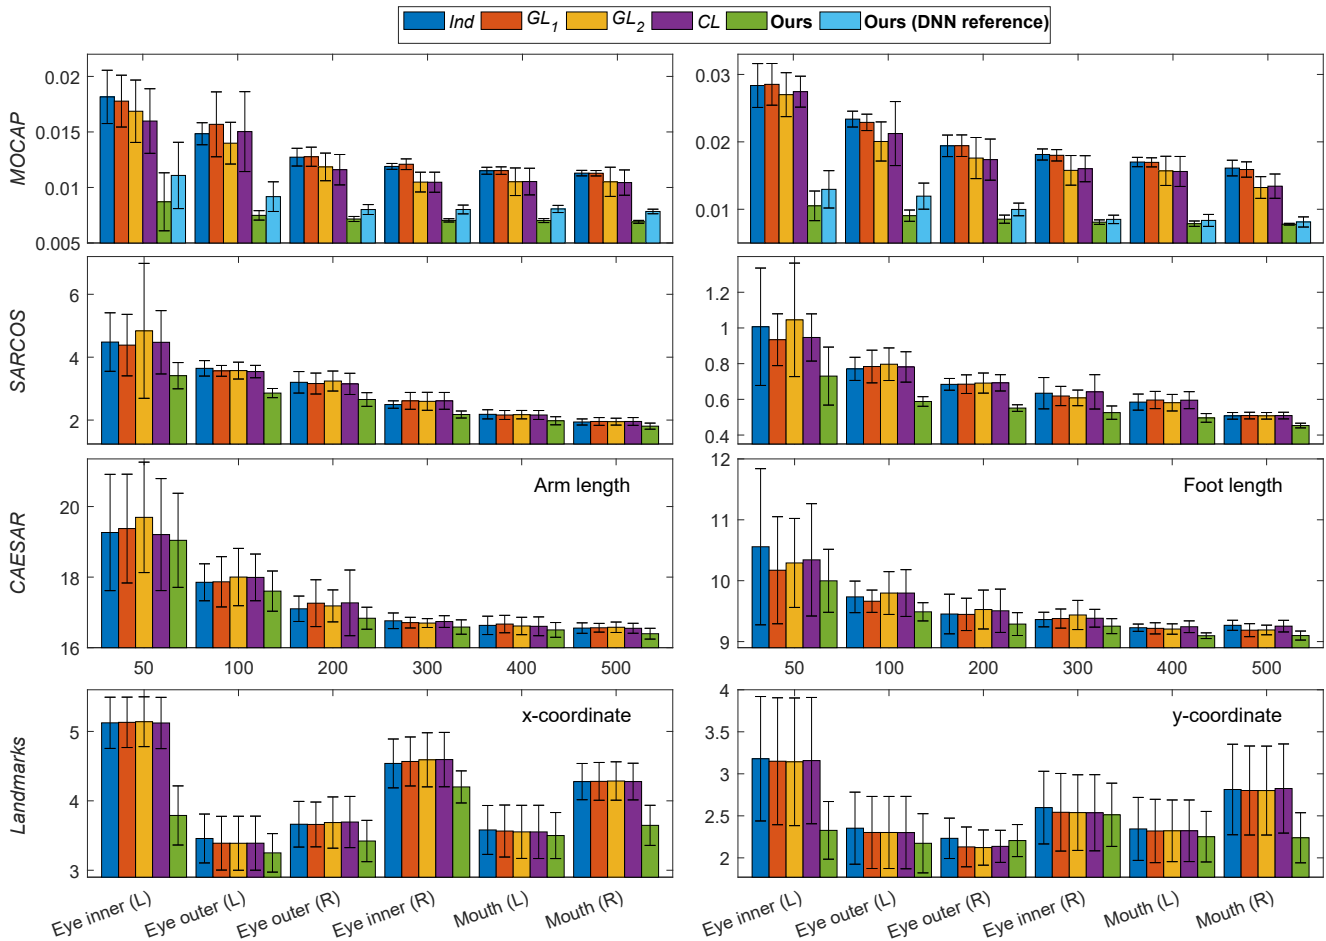 Ind GL1 GL2 CL Ours Ours (DNN reference)
MOCAP
0.02
0.015
0.01
0.005
0.03
0.02
0.01
SARCOS
6
4
2
1.2
1
0.8
0.6
0.4
CAESAR
Arm length
20
18
16
50 100 200 300 400 500
Foot length
12
11
10
9
50 100 200 300 400 500
Landmarks
x-coordinate
5
4
3
Eye inner (L) Eye outer (L) Eye outer (R) Eye inner (R) Mouth (L) Mouth (R)
y-coordinate
4
3.5
3
2.5
2
Eye inner (L) Eye outer (L) Eye outer (R) Eye inner (R) Mouth (L) Mouth (R)